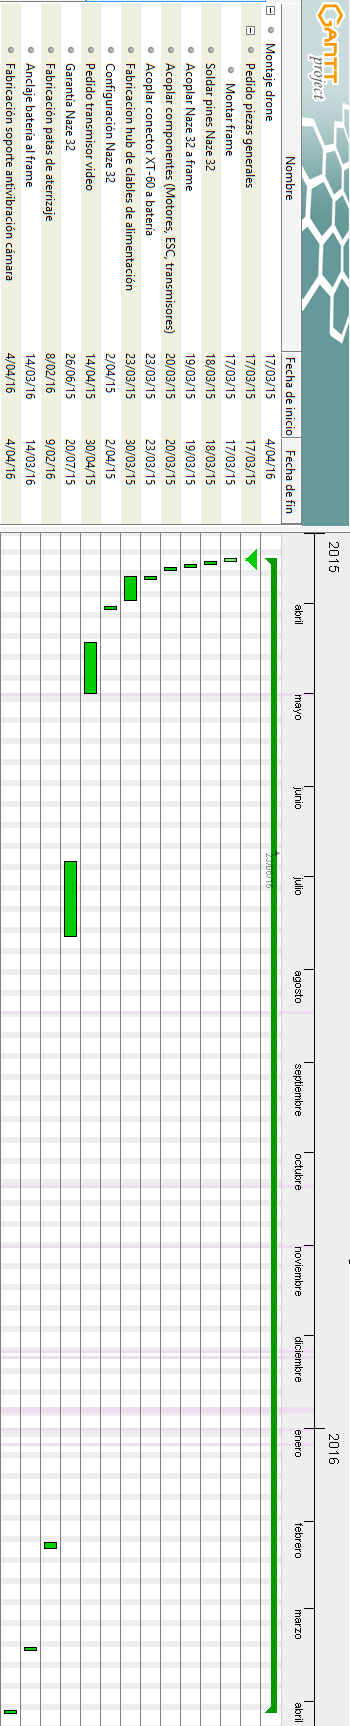 GANTT
project
Nombre Fecha de inicio Fecha de fin
Montaje drone 17/03/15 4/04/16
Pedido piezas generales 17/03/15 17/03/15
Montar frame 17/03/15 17/03/15
Soldar pines Naze 32 18/03/15 18/03/15
Acoplar Naze 32 a frame 19/03/15 19/03/15
Acoplar componentes (Motores, ESC, transmisores) 20/03/15 20/03/15
Acoplar conector XT-60 a batería 23/03/15 23/03/15
Fabricacion hub de clables de alimentación 23/03/15 30/03/15
Configuración Naze 32 2/04/15 2/04/15
Pedido transmisor video 14/04/15 30/04/15
Garantía Naze 32 26/06/15 20/07/15
Fabricación patas de aterrizaje 8/02/16 9/02/16
Anclaje batería al frame 14/03/16 14/03/16
Fabricación soporte antivibración cámara 4/04/16 4/04/16
2015 2016
abril mayo junio julio agosto septiembre octubre noviembre diciembre enero febrero marzo abril